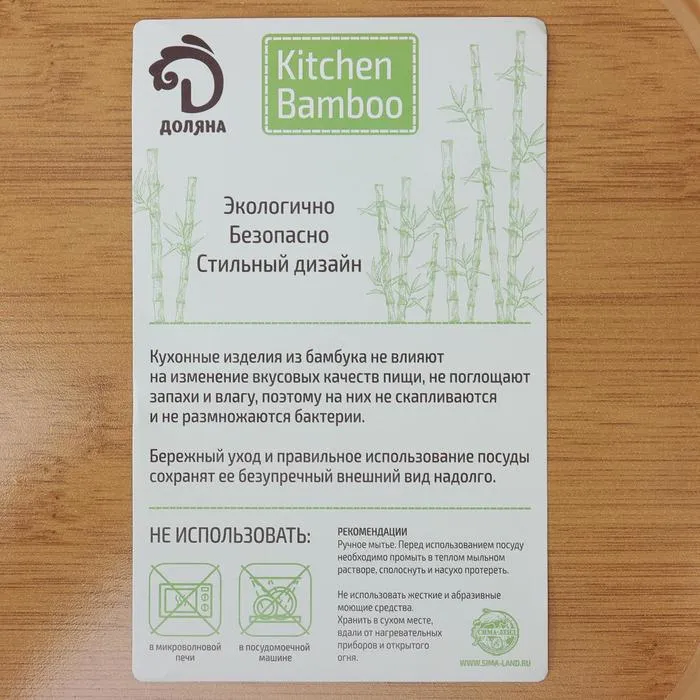 ДОЛЯНА
Kitchen
Bamboo
Экологично
Безопасно
Стильный дизайн
Кухонные изделия из бамбука не влияют
на изменение вкусовых качеств пищи, не поглощают
запахи и влагу, поэтому на них не скапливаются
и не размножаются бактерии.
Бережный уход и правильное использование посуды
сохранят ее безупречный внешний вид надолго.
НЕ ИСПОЛЬЗОВАТЬ:
в микроволновой
печи
в посудомоечной
машине
РЕКОМЕНДАЦИИ
Ручное мытье. Перед использованием посуду
необходимо промыть в теплом мыльном
растворе, сполоснуть и насухо протереть.
Не использовать жесткие и абразивные
моющие средства.
Хранить в сухом месте,
вдали от нагревательных
приборов и открытого
огня.
СИМА-ЛЕНД
WWW.SIMA-LAND.RU